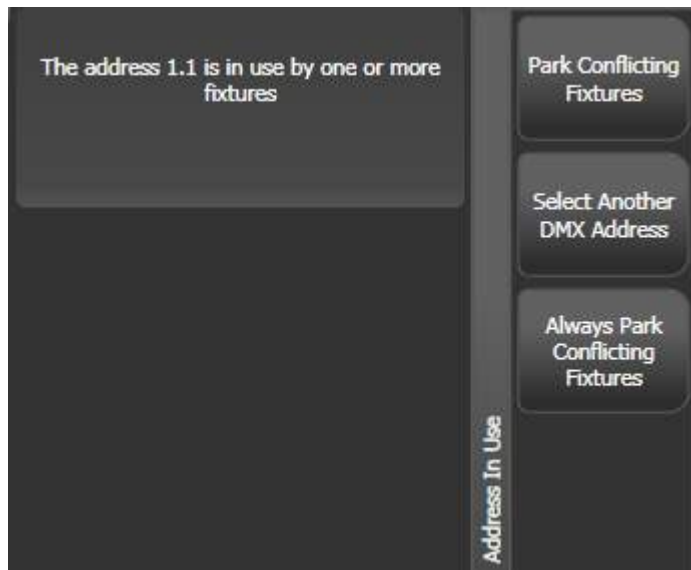 The address 1.1 is in use by one or more
fixtures
Address In Use
Park Conflicting
Fixtures
Select Another
DMX Address
Always Park
Conflicting
Fixtures